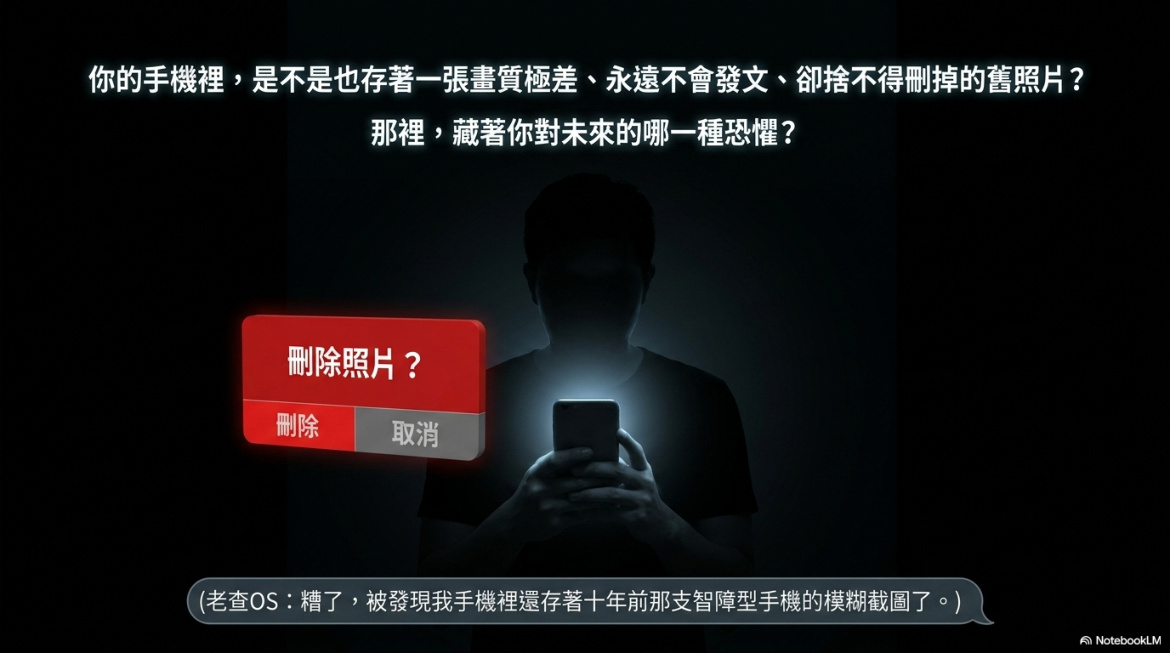 你的手機裡，是不是也存著一張畫質極差、永遠不會發文、卻捨不得刪掉的舊照片？
那裡，藏著你對未來的哪一種恐懼？
刪除照片？
刪除
取消
(老查OS：糟了，被發現我手機裡還存著十年前那支智障型手機的模糊截圖了。)
NotebookLM